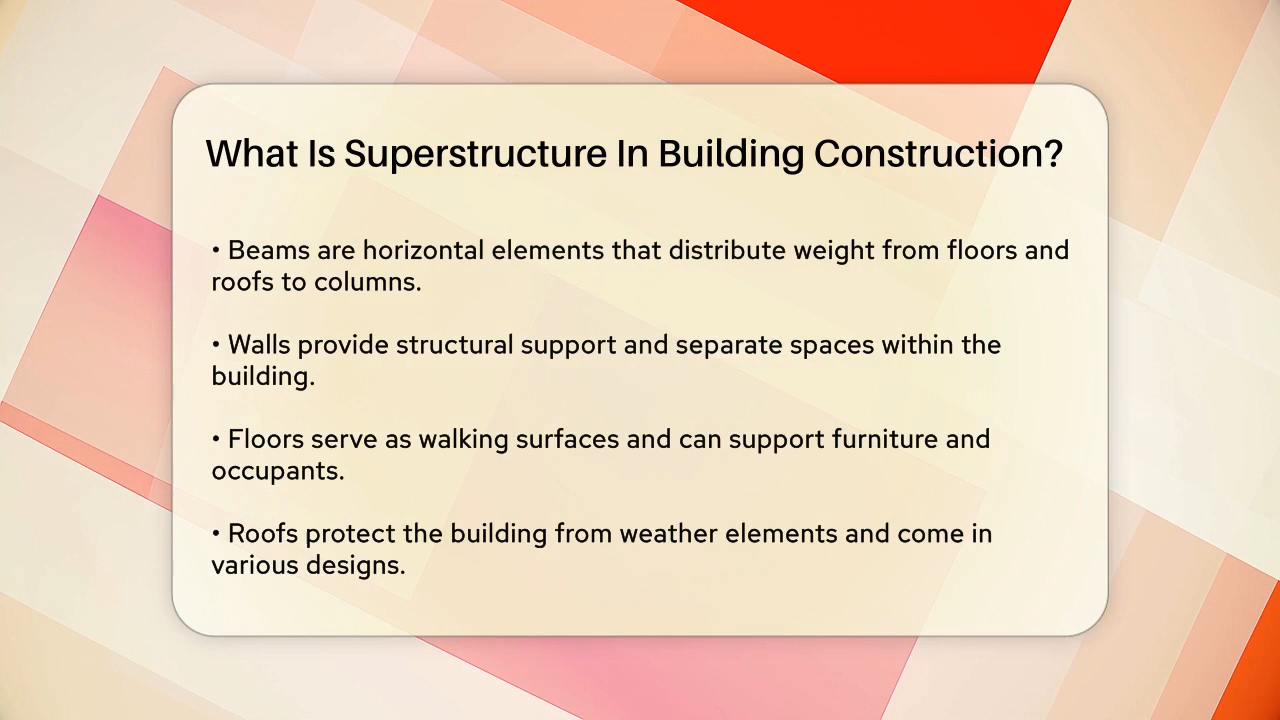 What Is Superstructure In Building Construction?
• Beams are horizontal elements that distribute weight from floors and
roofs to columns.
• Walls provide structural support and separate spaces within the
building.
• Floors serve as walking surfaces and can support furniture and
occupants.
• Roofs protect the building from weather elements and come in
various designs.